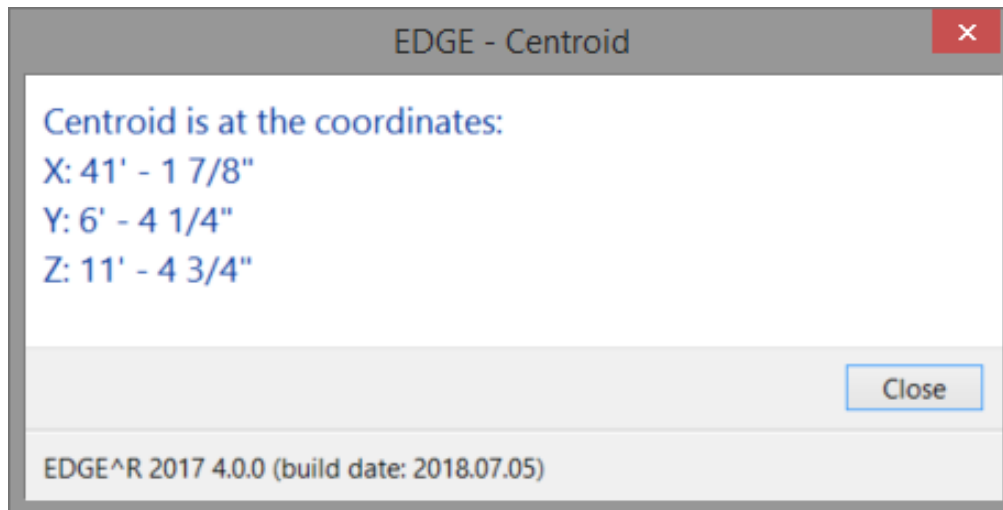 EDGE - Centroid
Centroid is at the coordinates:
X: 41' - 1 7/8"
Y: 6' - 4 1/4"
Z: 11' - 4 3/4"
Close
EDGE^R 2017 4.0.0 (build date: 2018.07.05)